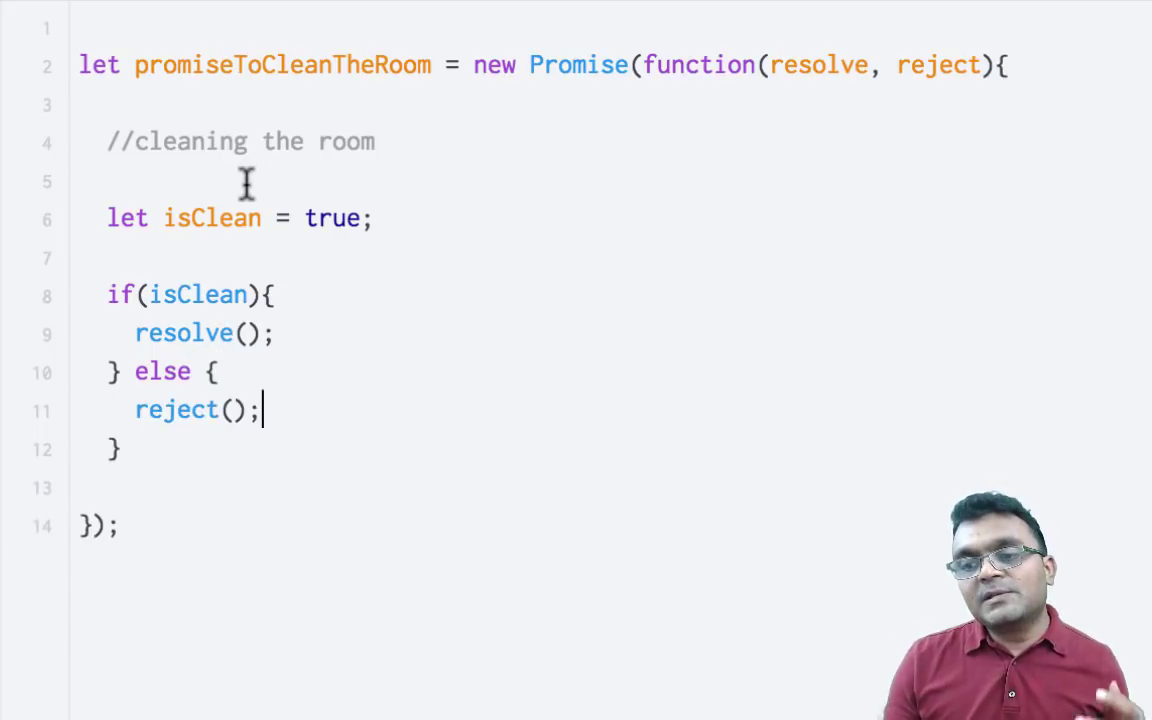 1
2 let promiseToCleanTheRoom = new Promise(function(resolve, reject){
3
4 //cleaning the room
5
6 let isClean = true;
7
8 if(isClean){
9 resolve();
10 } else {
11 reject();
12 }
13
14 });